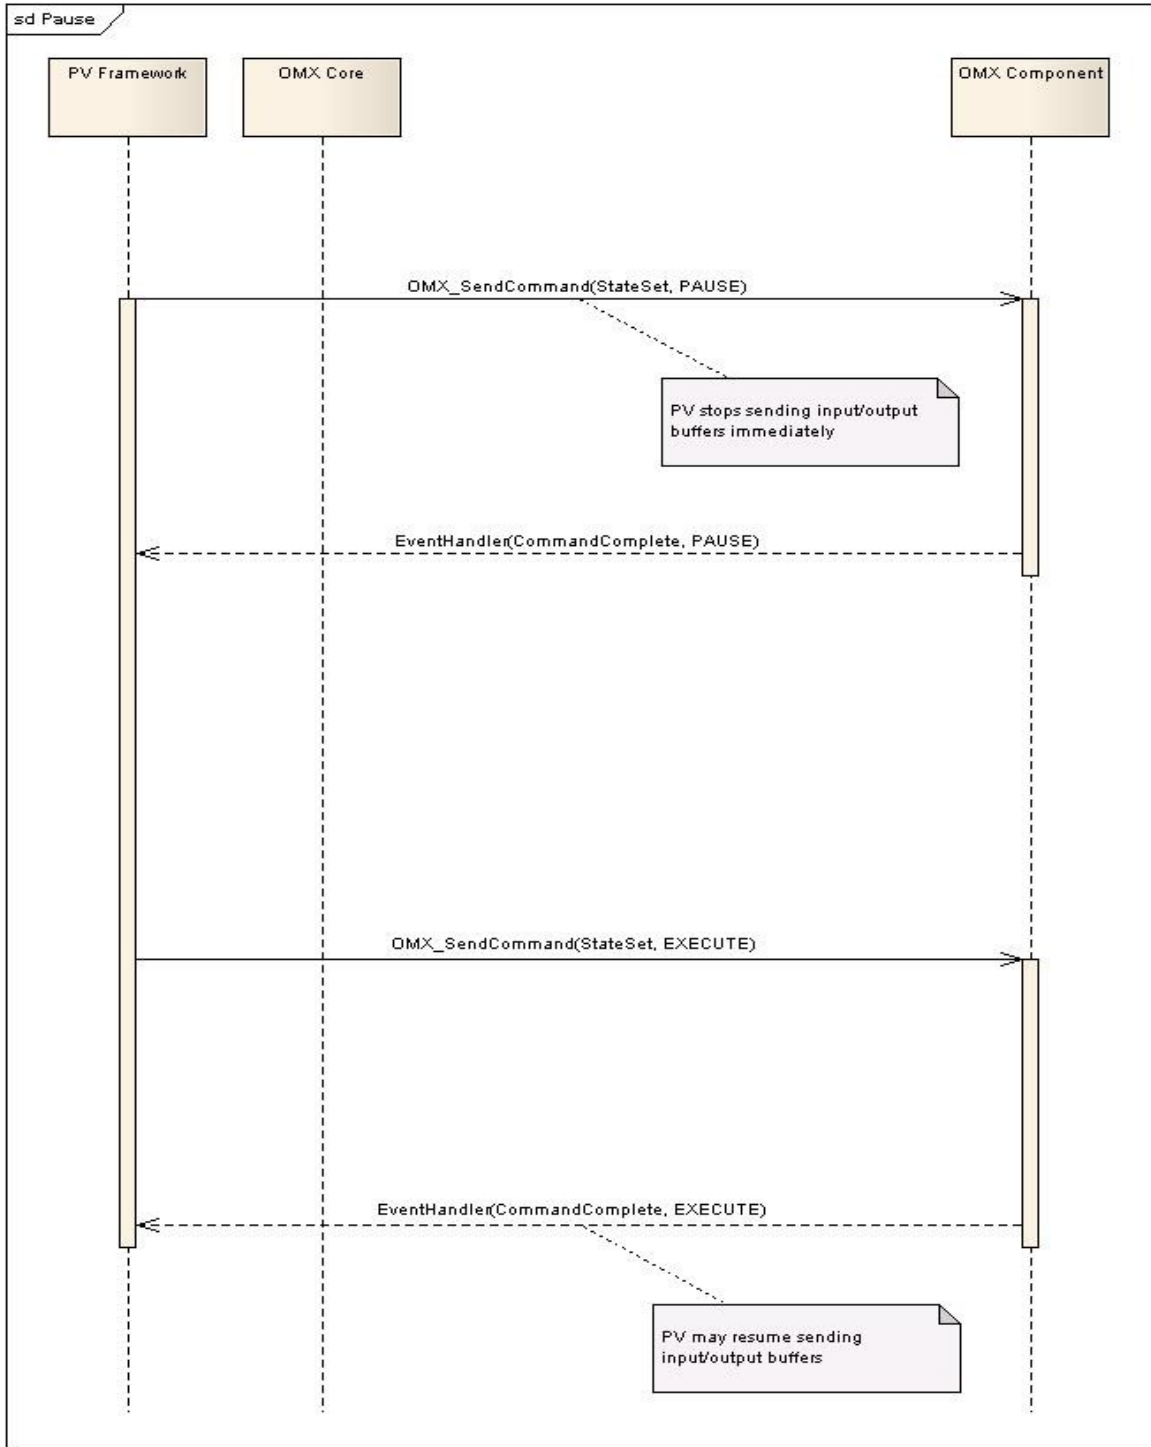 sd Pause
PV Framework
OMX Core
OMX Component
OMX_SendCommand(StateSet, PAUSE)
PV stops sending input/output
buffers immediately
EventHandler(CommandComplete, PAUSE)
OMX_SendCommand(StateSet, EXECUTE)
EventHandler(CommandComplete, EXECUTE)
PV may resume sending
input/output buffers